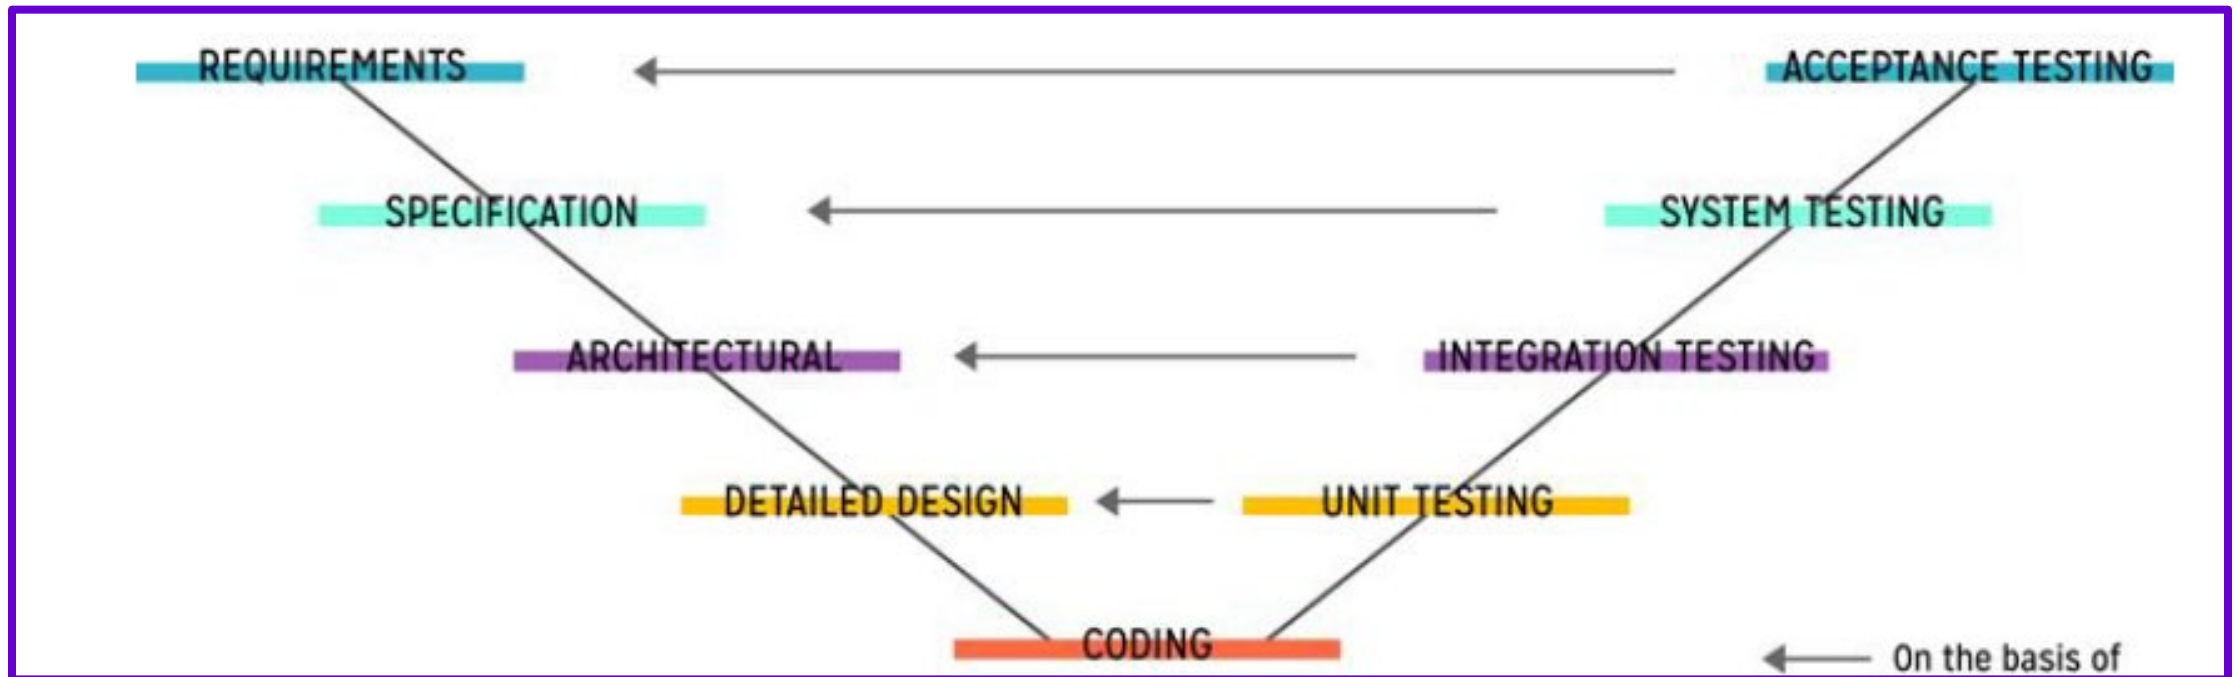 REQUIREMENTS
ACCEPTANCE TESTING
SPECIFICATION
SYSTEM TESTING
ARCHITECTURAL
INTEGRATION TESTING
DETAILED DESIGN
UNIT TESTING
CODING
On the basis of